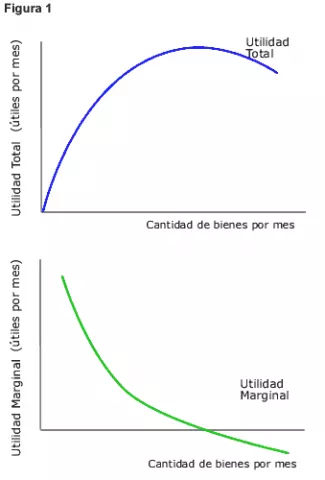 Figura 1
Utilidad
Total
Utilidad Total (útiles por mes)
Cantidad de bienes por mes
Utilidad Marginal (útiles por mes)
Utilidad
Marginal
Cantidad de bienes por mes